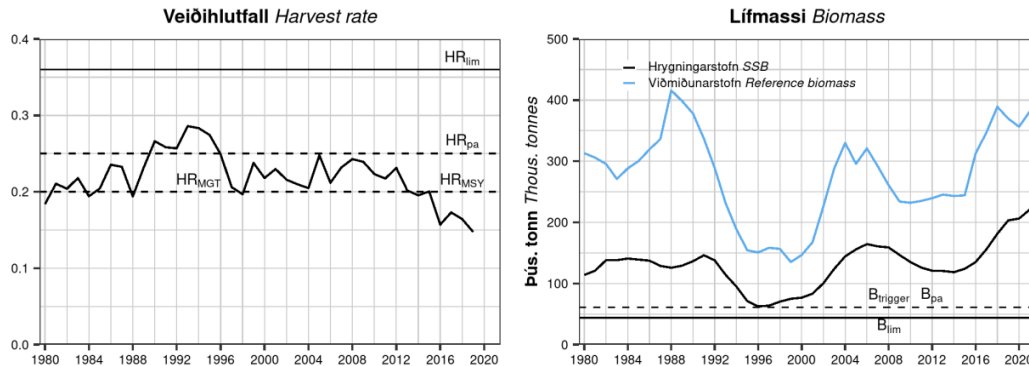 Veiðihlutfall Harvest rate
0.4
0.3
0.2
0.1
0.0
HRlim
HRpa
HRMGT
HRMSY
1980 1984 1988 1992 1996 2000 2004 2008 2012 2016 2020
Lífmassi Biomass
Þús. tonn Thous. tonnes
500
400
300
200
100
0
Hrygningarstofn SSB
Viðmiðunarstofn Reference biomass
Btrigger Bpa
Blim
1980 1984 1988 1992 1996 2000 2004 2008 2012 2016 2020